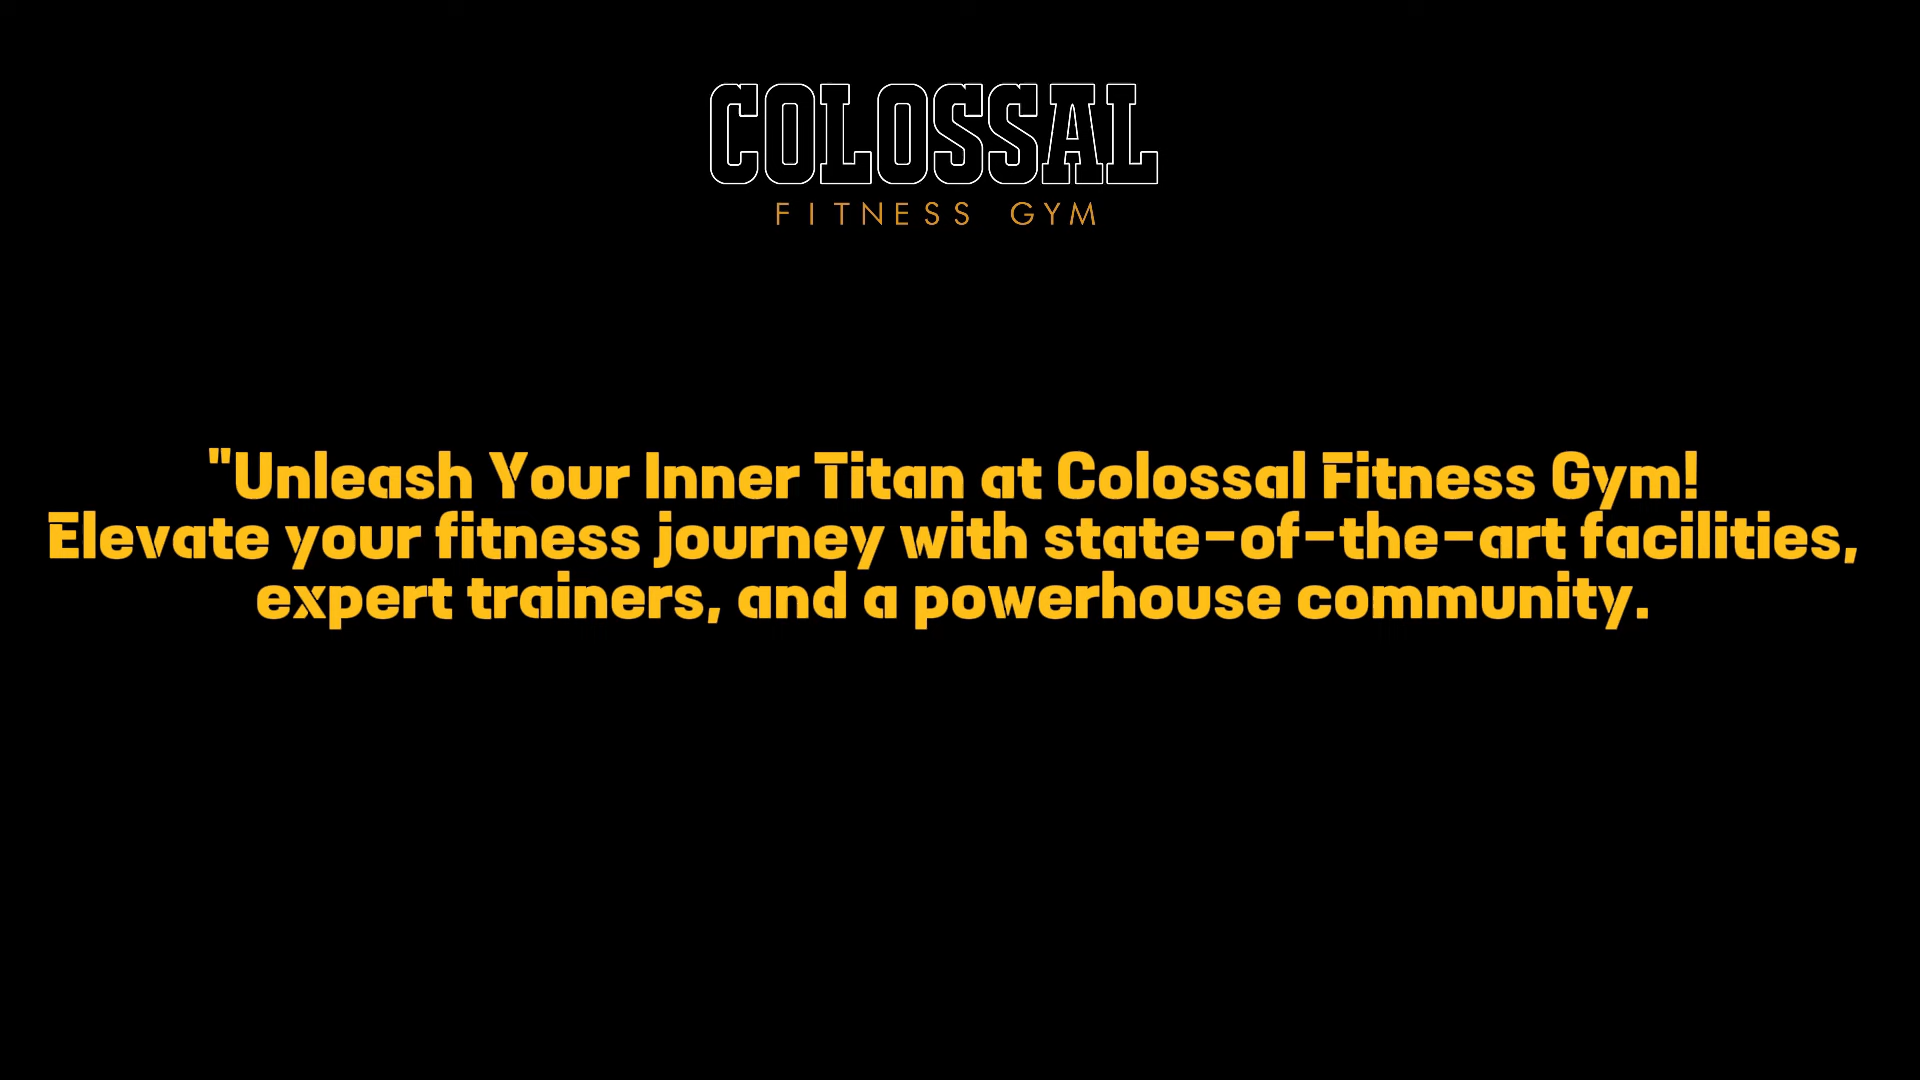 COLOSSAL
FITNESS GYM
"Unleash Your Inner Titan at Colossal Fitness Gym!
Elevate your fitness journey with state-of-the-art facilities,
expert trainers, and a powerhouse community.